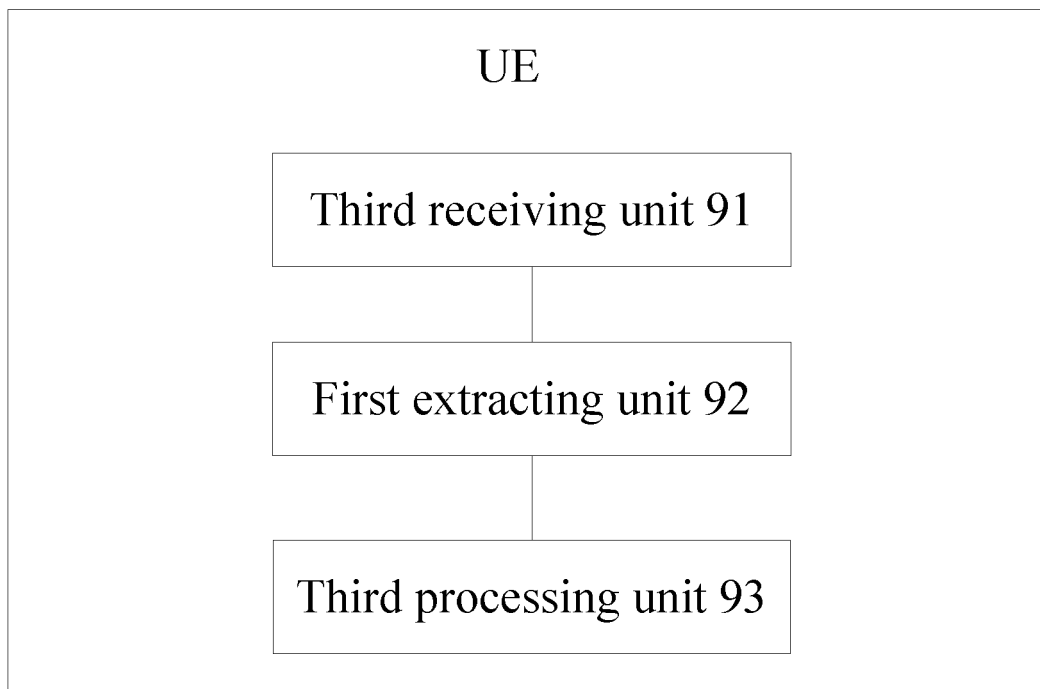 UE
Third receiving unit 91
First extracting unit 92
Third processing unit 93